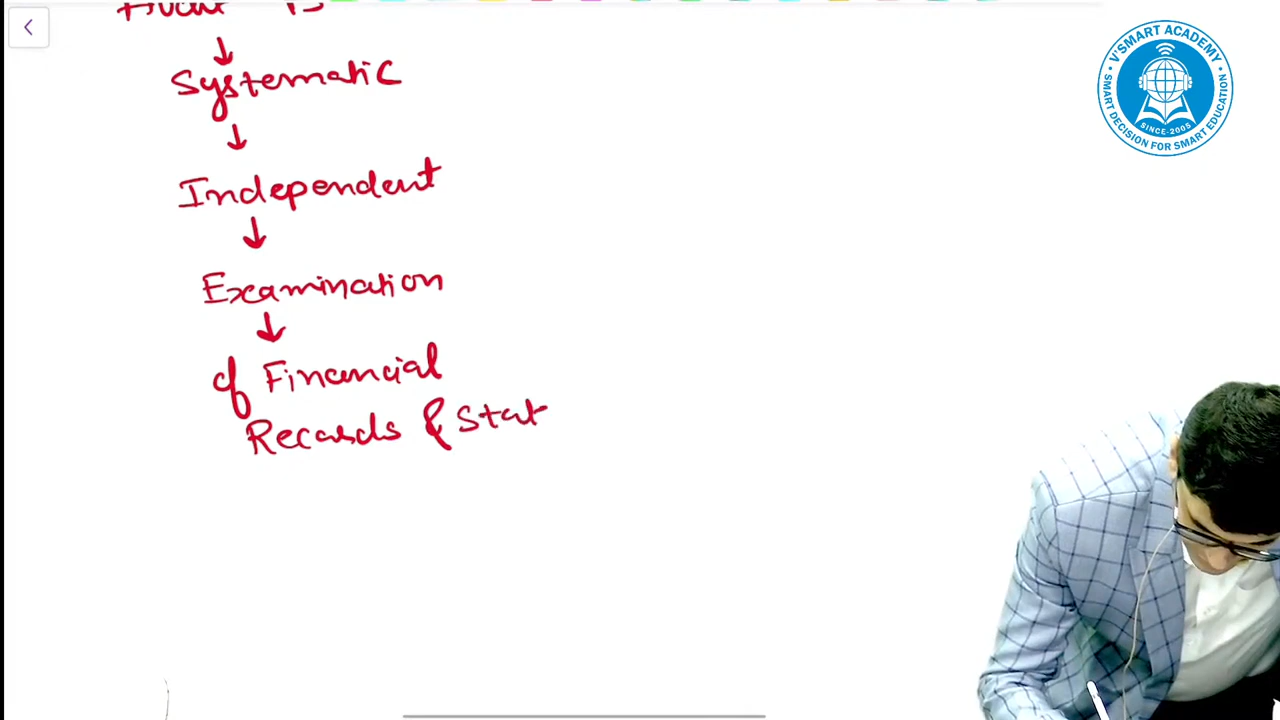 Systematic
Independent
Examination
of Financial
Records & Stat
V'SMART ACADEMY
SINCE-2005
SMART DECISION FOR SMART EDUCATION